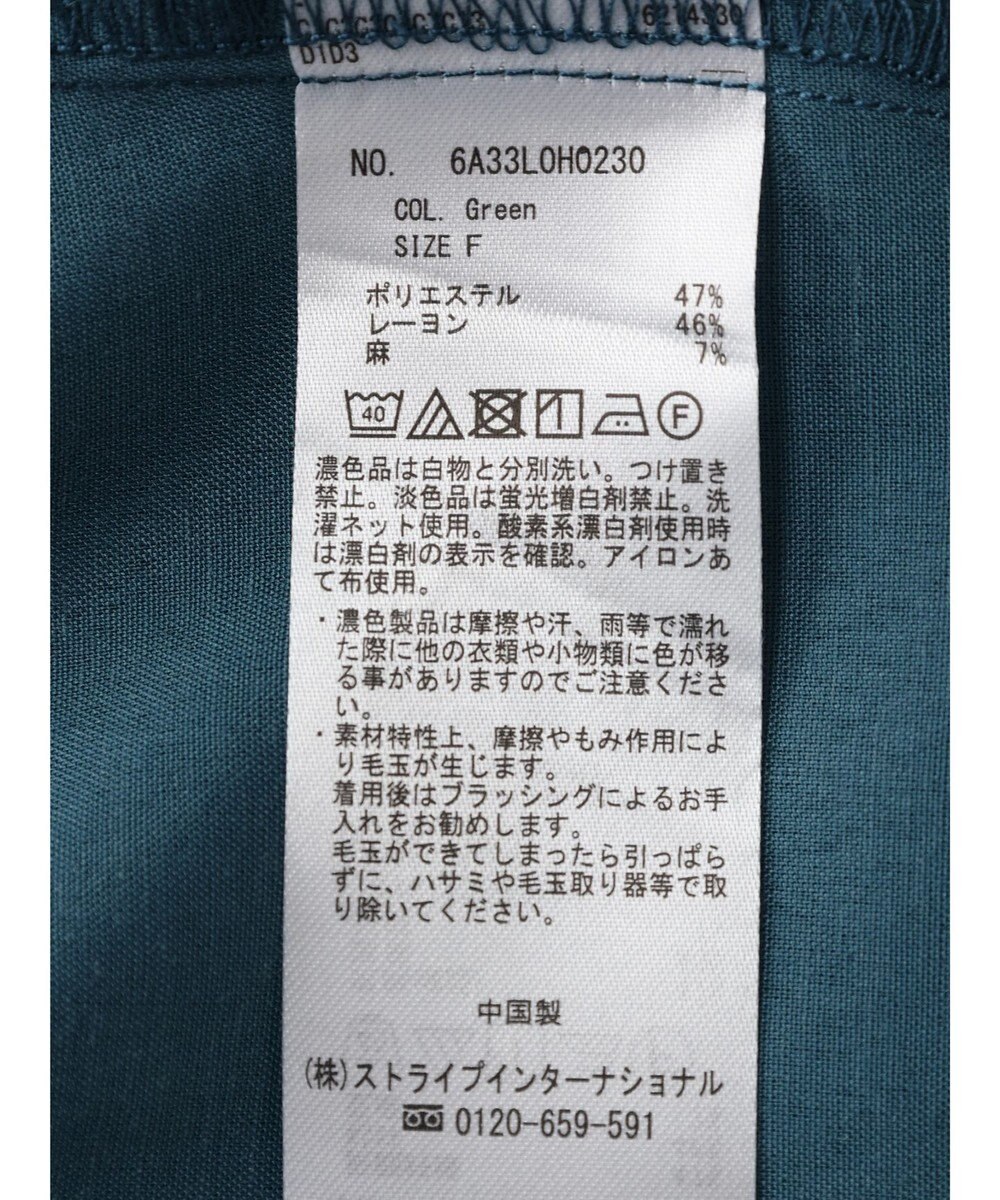 D1D3
NO. 6A33L0H0230
COL. Green
SIZE F
ポリエステル 47%
レーヨン 46%
麻 7%
40 F
濃色品は白物と分別洗い。つけ置き
禁止。淡色品は蛍光増白剤禁止。洗
濯ネット使用。酸素系漂白剤使用時
は漂白剤の表示を確認。アイロンあ
て布使用。
・濃色製品は摩擦や汗、雨等で濡れ
た際に他の衣類や小物類に色が移
る事がありますのでご注意くださ
い。
・素材特性上、摩擦やもみ作用によ
り毛玉が生じます。
着用後はブラッシングによるお手
入れをお勧めします。
毛玉ができてしまったら引っぱら
ずに、ハサミや毛玉取り器等で取
り除いてください。
中国製
(株)ストライプインターナショナル
0120-659-591